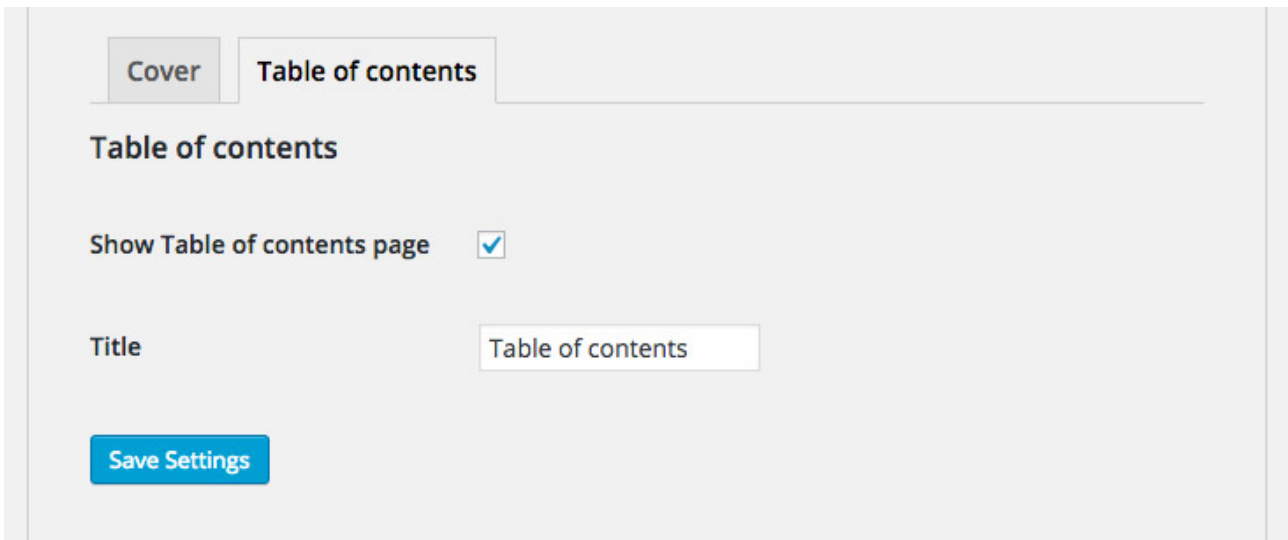 Cover Table of contents
Table of contents
Show Table of contents page
Title Table of contents
Save Settings